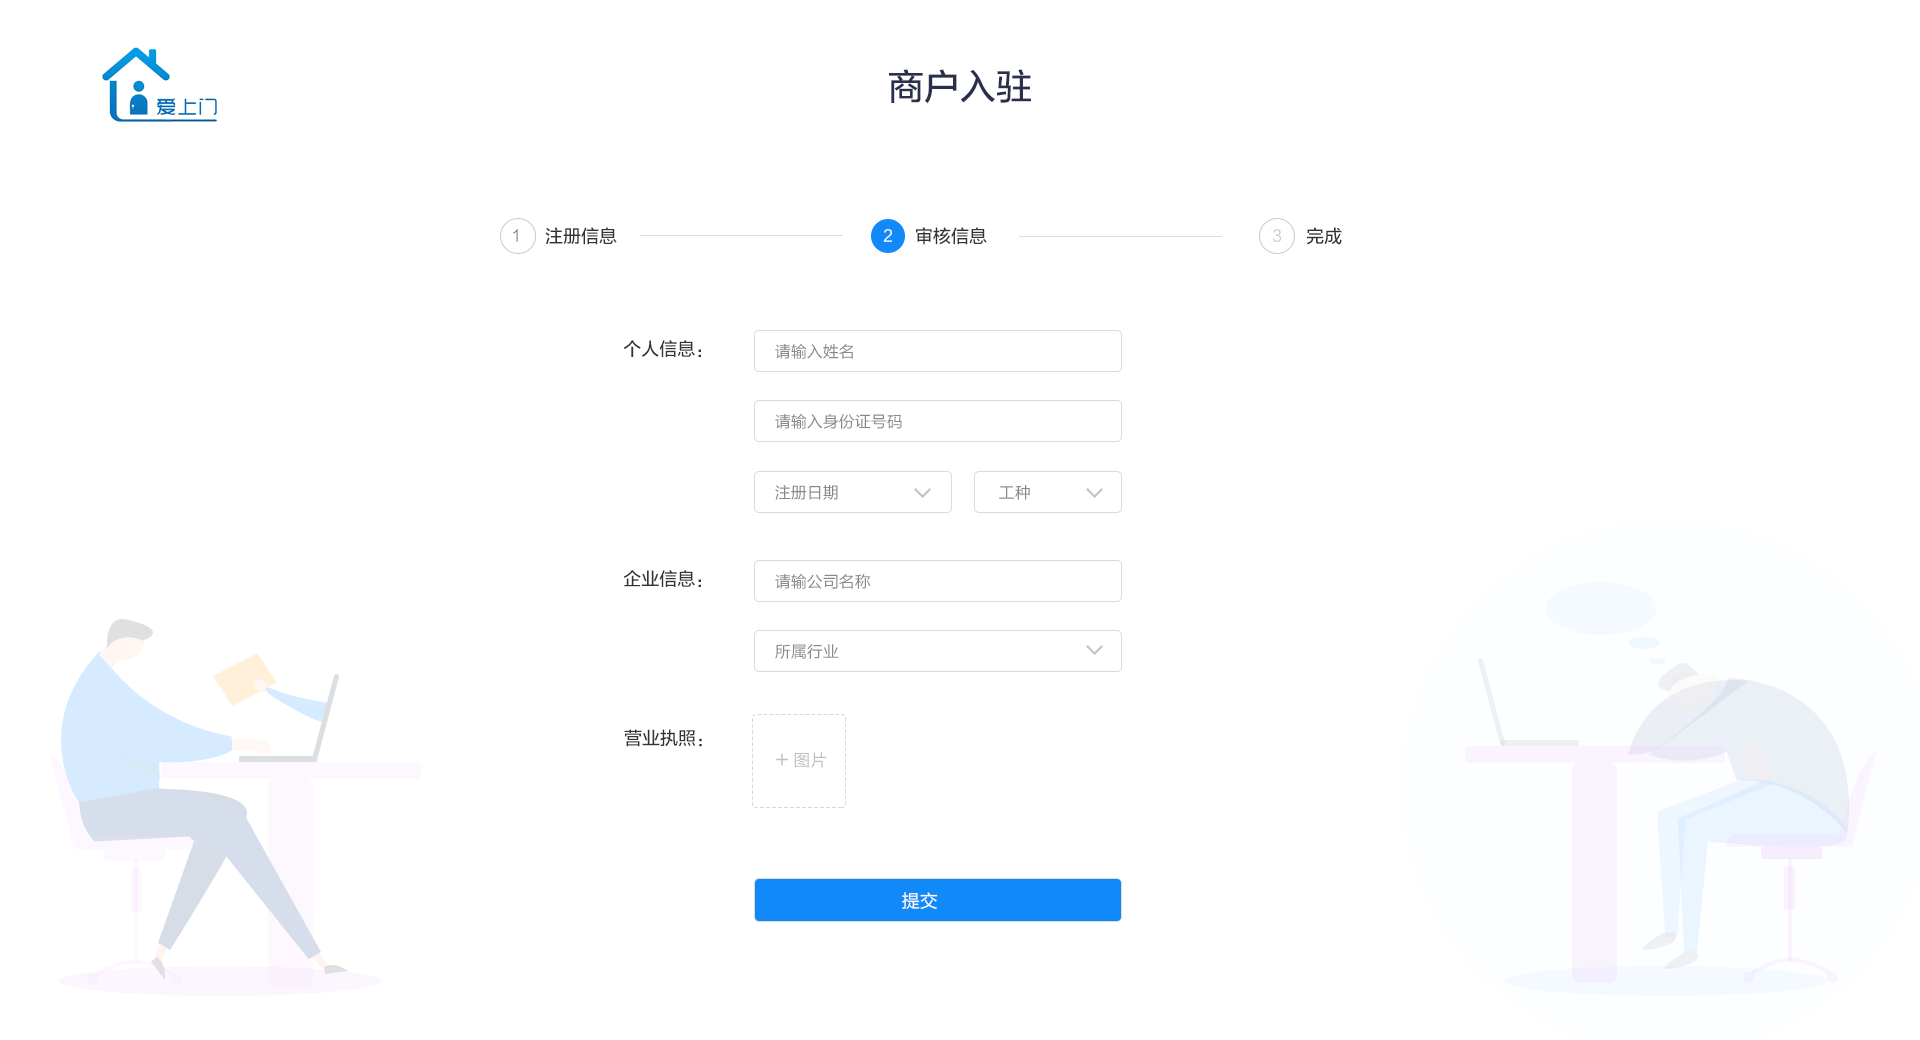 爱上门
商户入驻
1 注册信息
2 审核信息
3 完成
个人信息：
请输入姓名
请输入身份证号码
注册日期
工种
企业信息：
请输公司名称
所属行业
营业执照：
+ 图片
提交